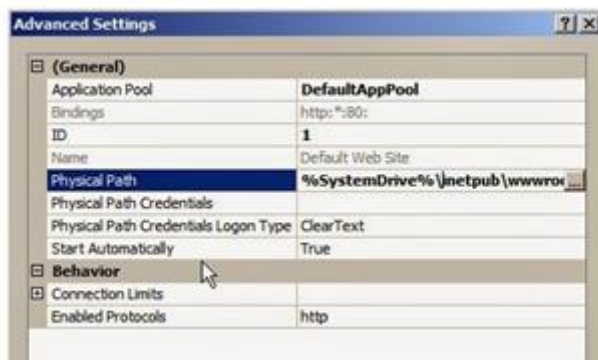 Advanced Settings
(General)
Application Pool DefaultAppPool
Bindings http:*:80:
ID 1
Name Default Web Site
Physical Path %SystemDrive%\inetpub\wwwroo ...
Physical Path Credentials
Physical Path Credentials Logon Type ClearText
Start Automatically True
Behavior
Connection Limits
Enabled Protocols http